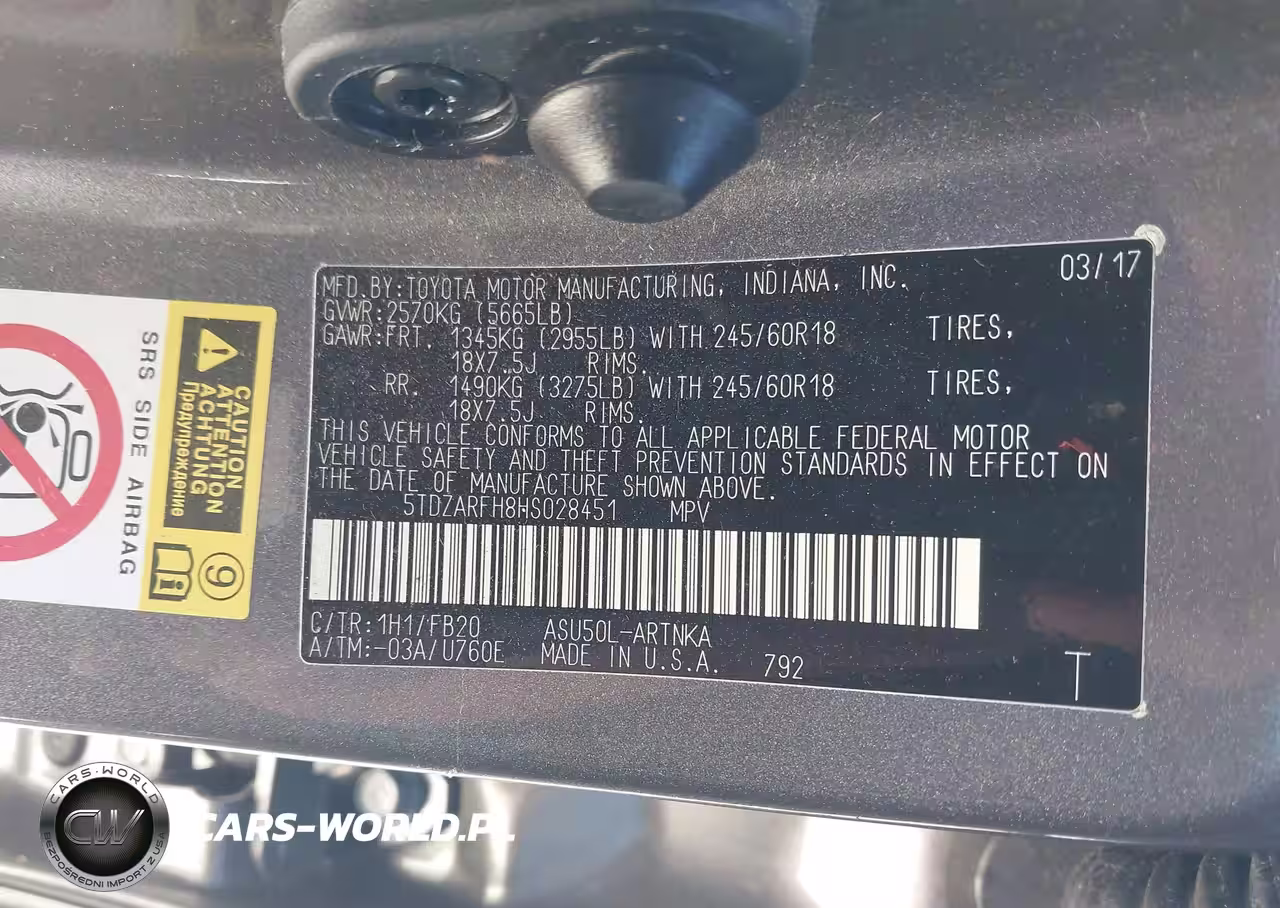 03/17
MFD.BY:TOYOTA MOTOR MANUFACTURING, INDIANA, INC.
GVWR:2570KG (5665LB)
GAWR:FRT. 1345KG (2955LB) WITH 245/60R18 TIRES,
18X7.5J RIMS.
RR. 1490KG (3275LB) WITH 245/60R18 TIRES,
18X7.5J RIMS.
THIS VEHICLE CONFORMS TO ALL APPLICABLE FEDERAL MOTOR
VEHICLE SAFETY AND THEFT PREVENTION STANDARDS IN EFFECT ON
THE DATE OF MANUFACTURE SHOWN ABOVE.
5TDZARFH8HS028451 MPV
C/TR:1H1/FB20 ASU50L-ARTNKA
A/TM:-03A/U760E MADE IN U.S.A. 792
T
CAUTION
ATTENTION
ACHTUNG
Предупреждение
9
SRS SIDE AIRBAG
CARS-WORLD
CW
BEZPOŚREDNI IMPORT Z USA
CARS-WORLD.PL